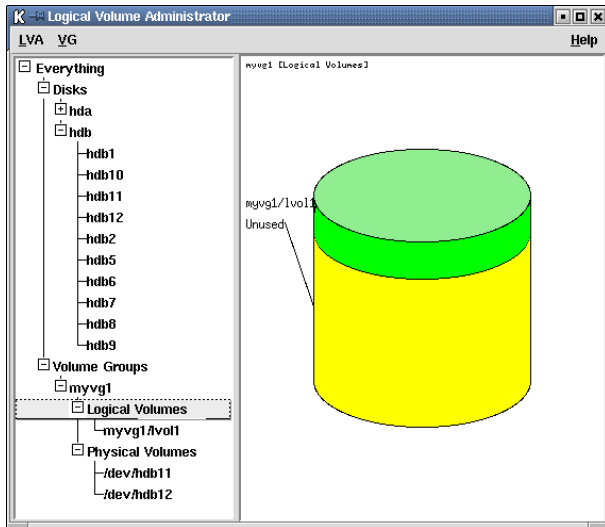 Logical Volume Administrator
LVA VG Help
Everything
Disks
hda
hdb
hdb1
hdb10
hdb11
hdb12
hdb2
hdb5
hdb6
hdb7
hdb8
hdb9
Volume Groups
myvg1
Logical Volumes
myvg1/lvol1
Physical Volumes
/dev/hdb11
/dev/hdb12
myvg1 [Logical Volumes]
myvg1/lvol1
Unused